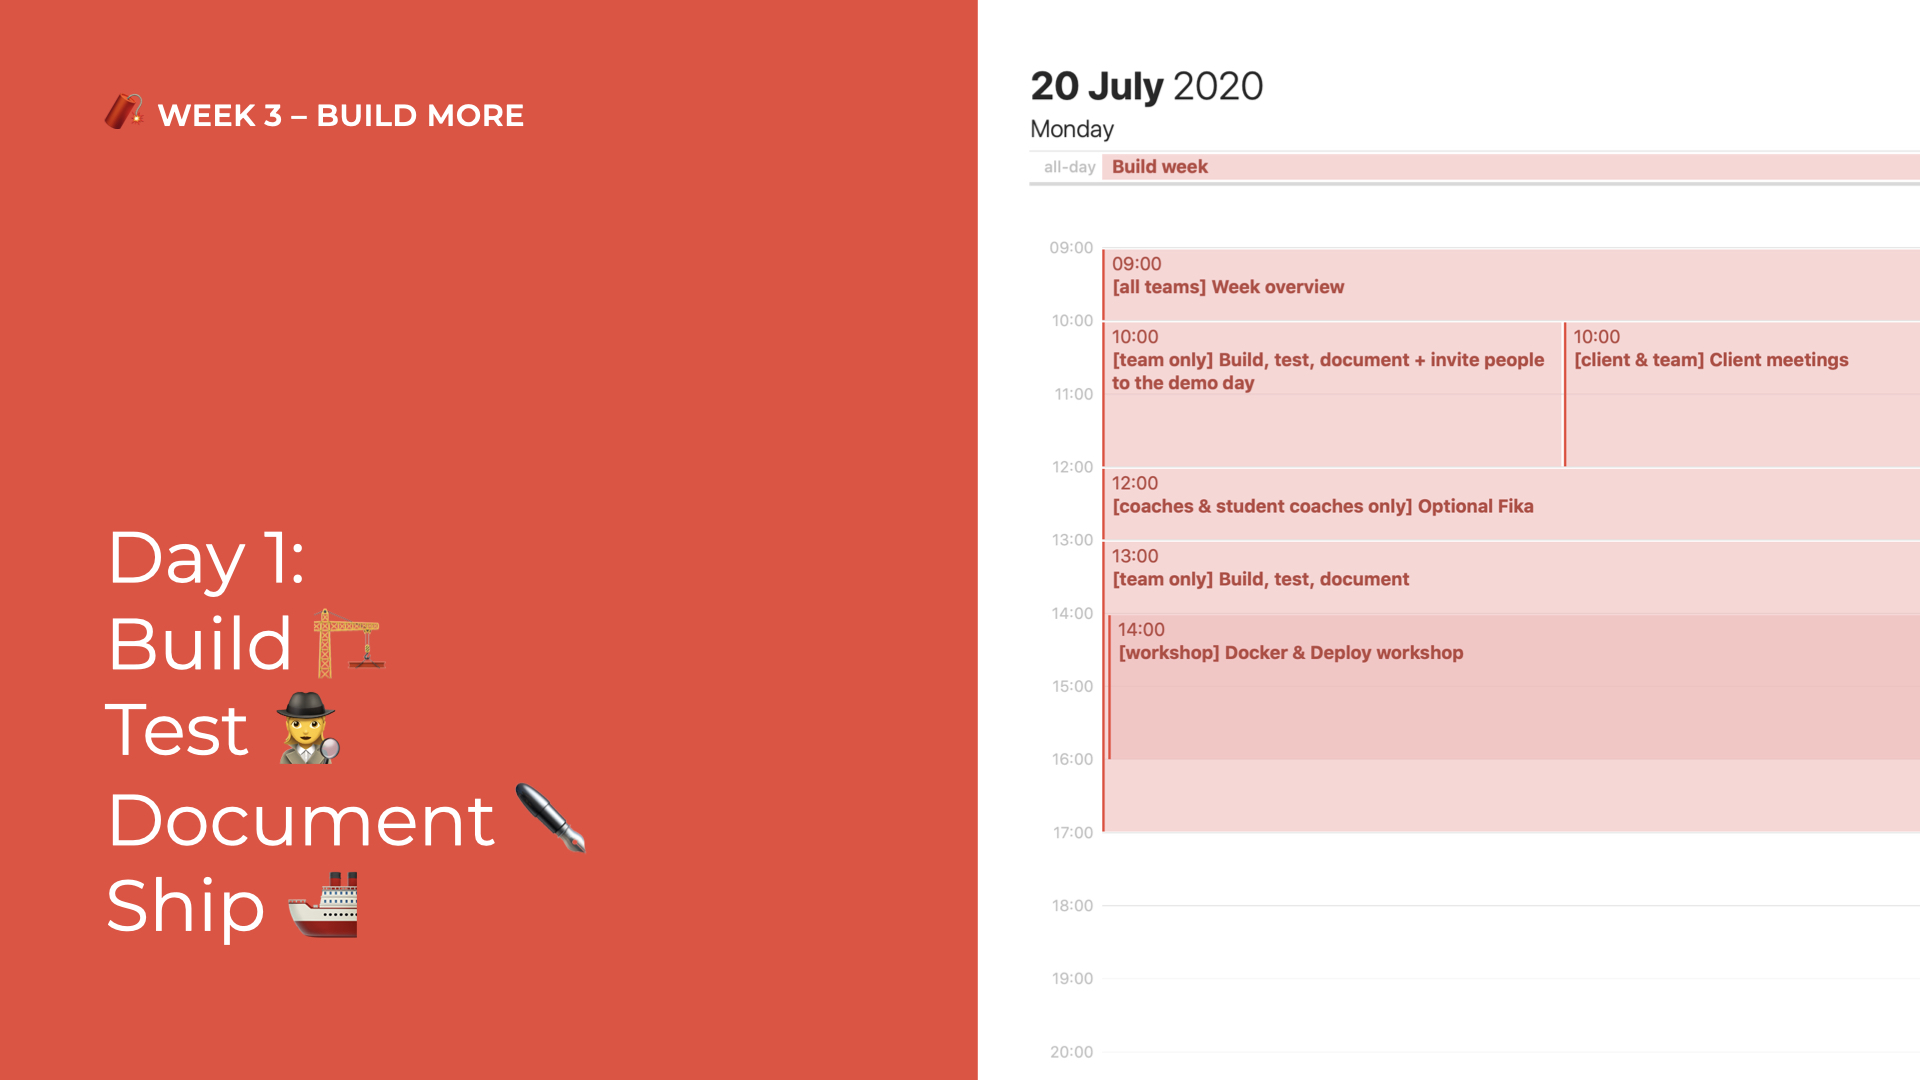 WEEK 3 – BUILD MORE
Day 1:
Build
Test
Document
Ship
20 July 2020
Monday
all-day
Build week
09:00
09:00
[all teams] Week overview
10:00
10:00
[team only] Build, test, document + invite people
to the demo day
10:00
[client & team] Client meetings
11:00
12:00
12:00
[coaches & student coaches only] Optional Fika
13:00
13:00
[team only] Build, test, document
14:00
14:00
[workshop] Docker & Deploy workshop
15:00
16:00
17:00
18:00
19:00
20:00